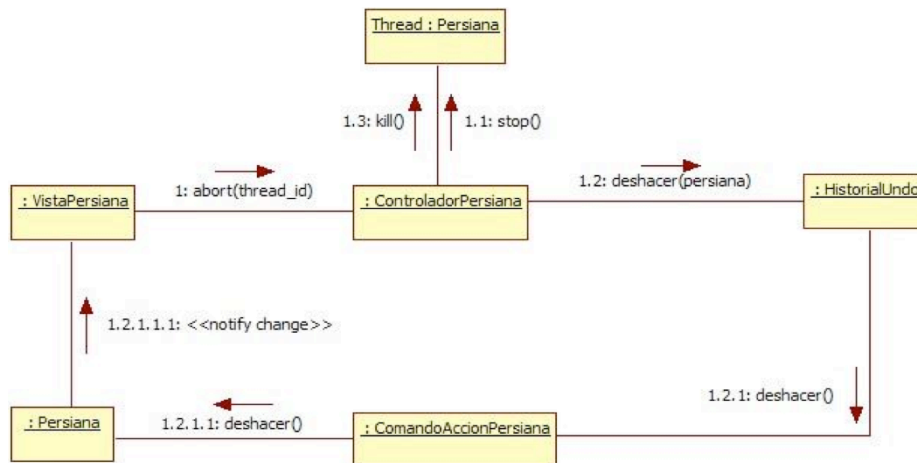 Thread : Persiana
1.3: kill()
1.1: stop()
1: abort(thread_id)
1.2: deshacer(persiana)
: VistaPersiana
: ControladorPersiana
: HistorialUndo
1.2.1.1.1: <<notify change>>
1.2.1: deshacer()
: Persiana
1.2.1.1: deshacer()
: ComandoAccionPersiana